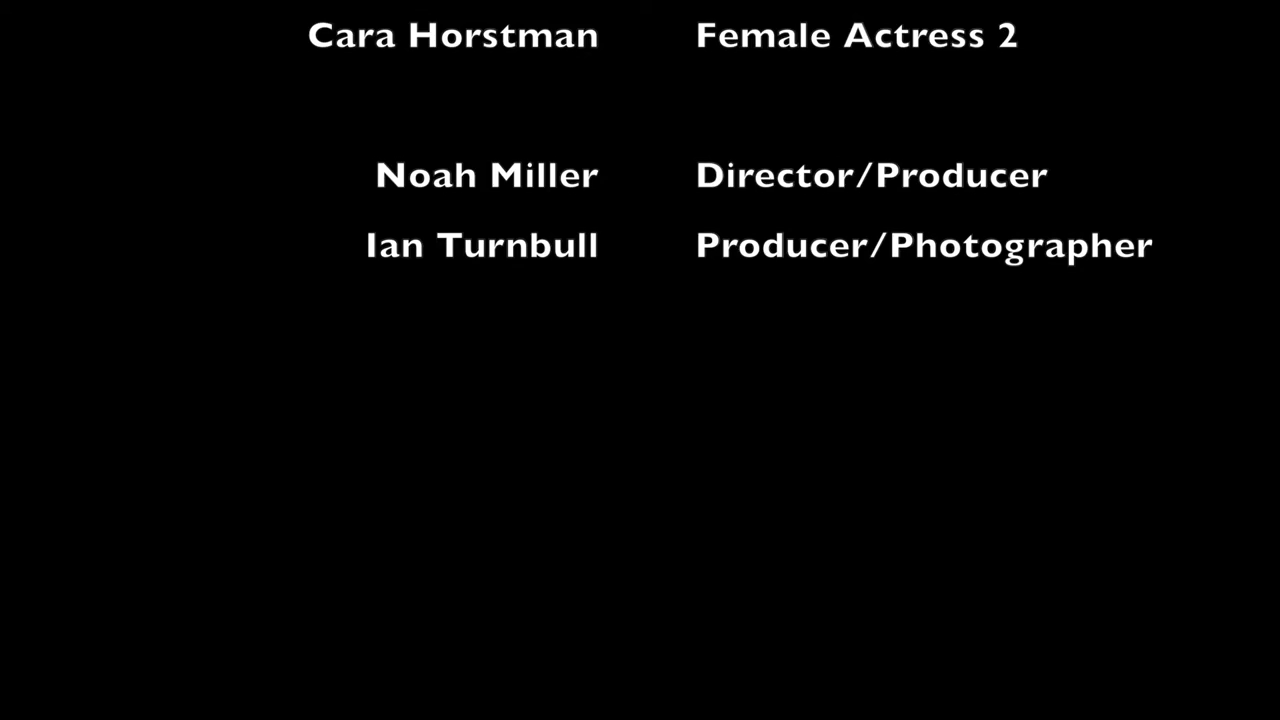 Cara Horstman Female Actress 2
Noah Miller Director/Producer
Ian Turnbull Producer/Photographer